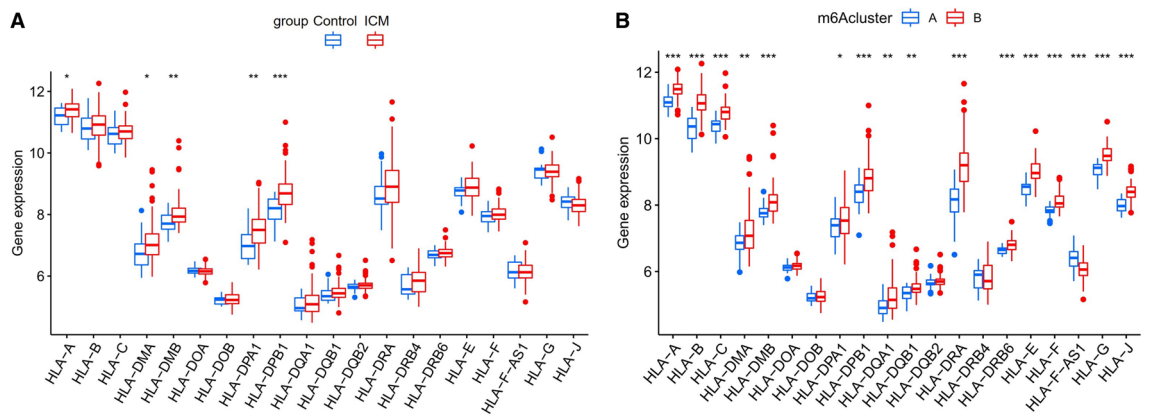 A
group Control ICM
Gene expression
12
10
8
6
* * ** ** ***
HLA−A
HLA−B
HLA−C
HLA−DMA
HLA−DMB
HLA−DOA
HLA−DOB
HLA−DPA1
HLA−DPB1
HLA−DQA1
HLA−DQB1
HLA−DQB2
HLA−DRA
HLA−DRB4
HLA−DRB6
HLA−E
HLA−F
HLA−F−AS1
HLA−G
HLA−J
B
m6Acluster A B
Gene expression
12
10
8
6
*** *** *** ** *** * *** ** ** *** *** *** *** *** *** ***
HLA−A
HLA−B
HLA−C
HLA−DMA
HLA−DMB
HLA−DOA
HLA−DOB
HLA−DPA1
HLA−DPB1
HLA−DQA1
HLA−DQB1
HLA−DQB2
HLA−DRA
HLA−DRB4
HLA−DRB6
HLA−E
HLA−F
HLA−F−AS1
HLA−G
HLA−J